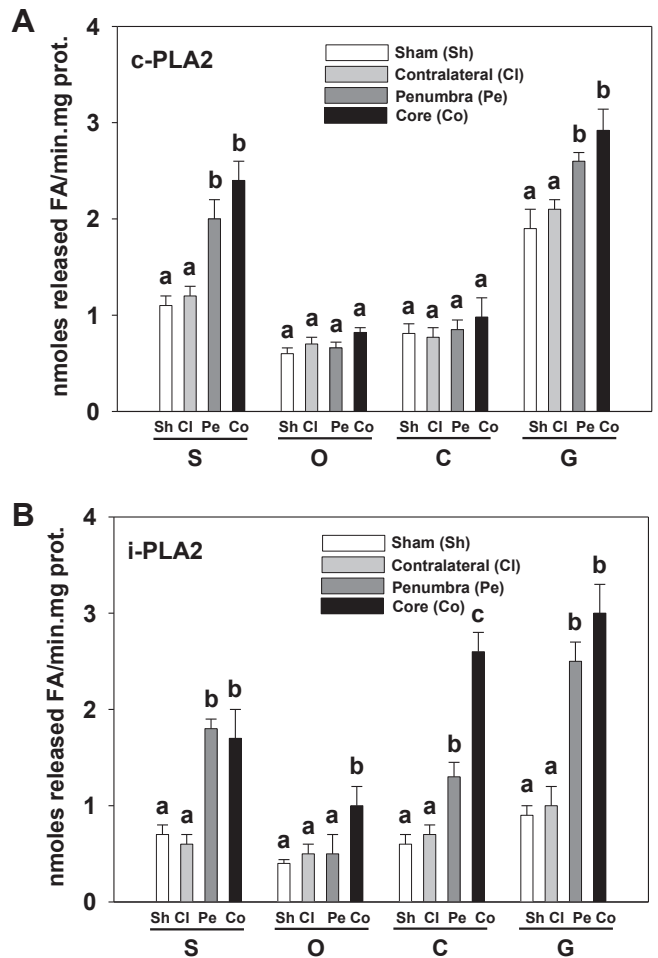 A
nmoles released FA/min.mg prot.
c-PLA2
Sham (Sh)
Contralateral (Cl)
Penumbra (Pe)
Core (Co)
4
3
2
1
0
a a b b
a a a a
a a a a
a a b b
Sh Cl Pe Co Sh Cl Pe Co Sh Cl Pe Co Sh Cl Pe Co
S O C G
B
nmoles released FA/min.mg prot.
i-PLA2
Sham (Sh)
Contralateral (Cl)
Penumbra (Pe)
Core (Co)
4
3
2
1
0
a a b b
a a a b
a a b c
a a b b
Sh Cl Pe Co Sh Cl Pe Co Sh Cl Pe Co Sh Cl Pe Co
S O C G